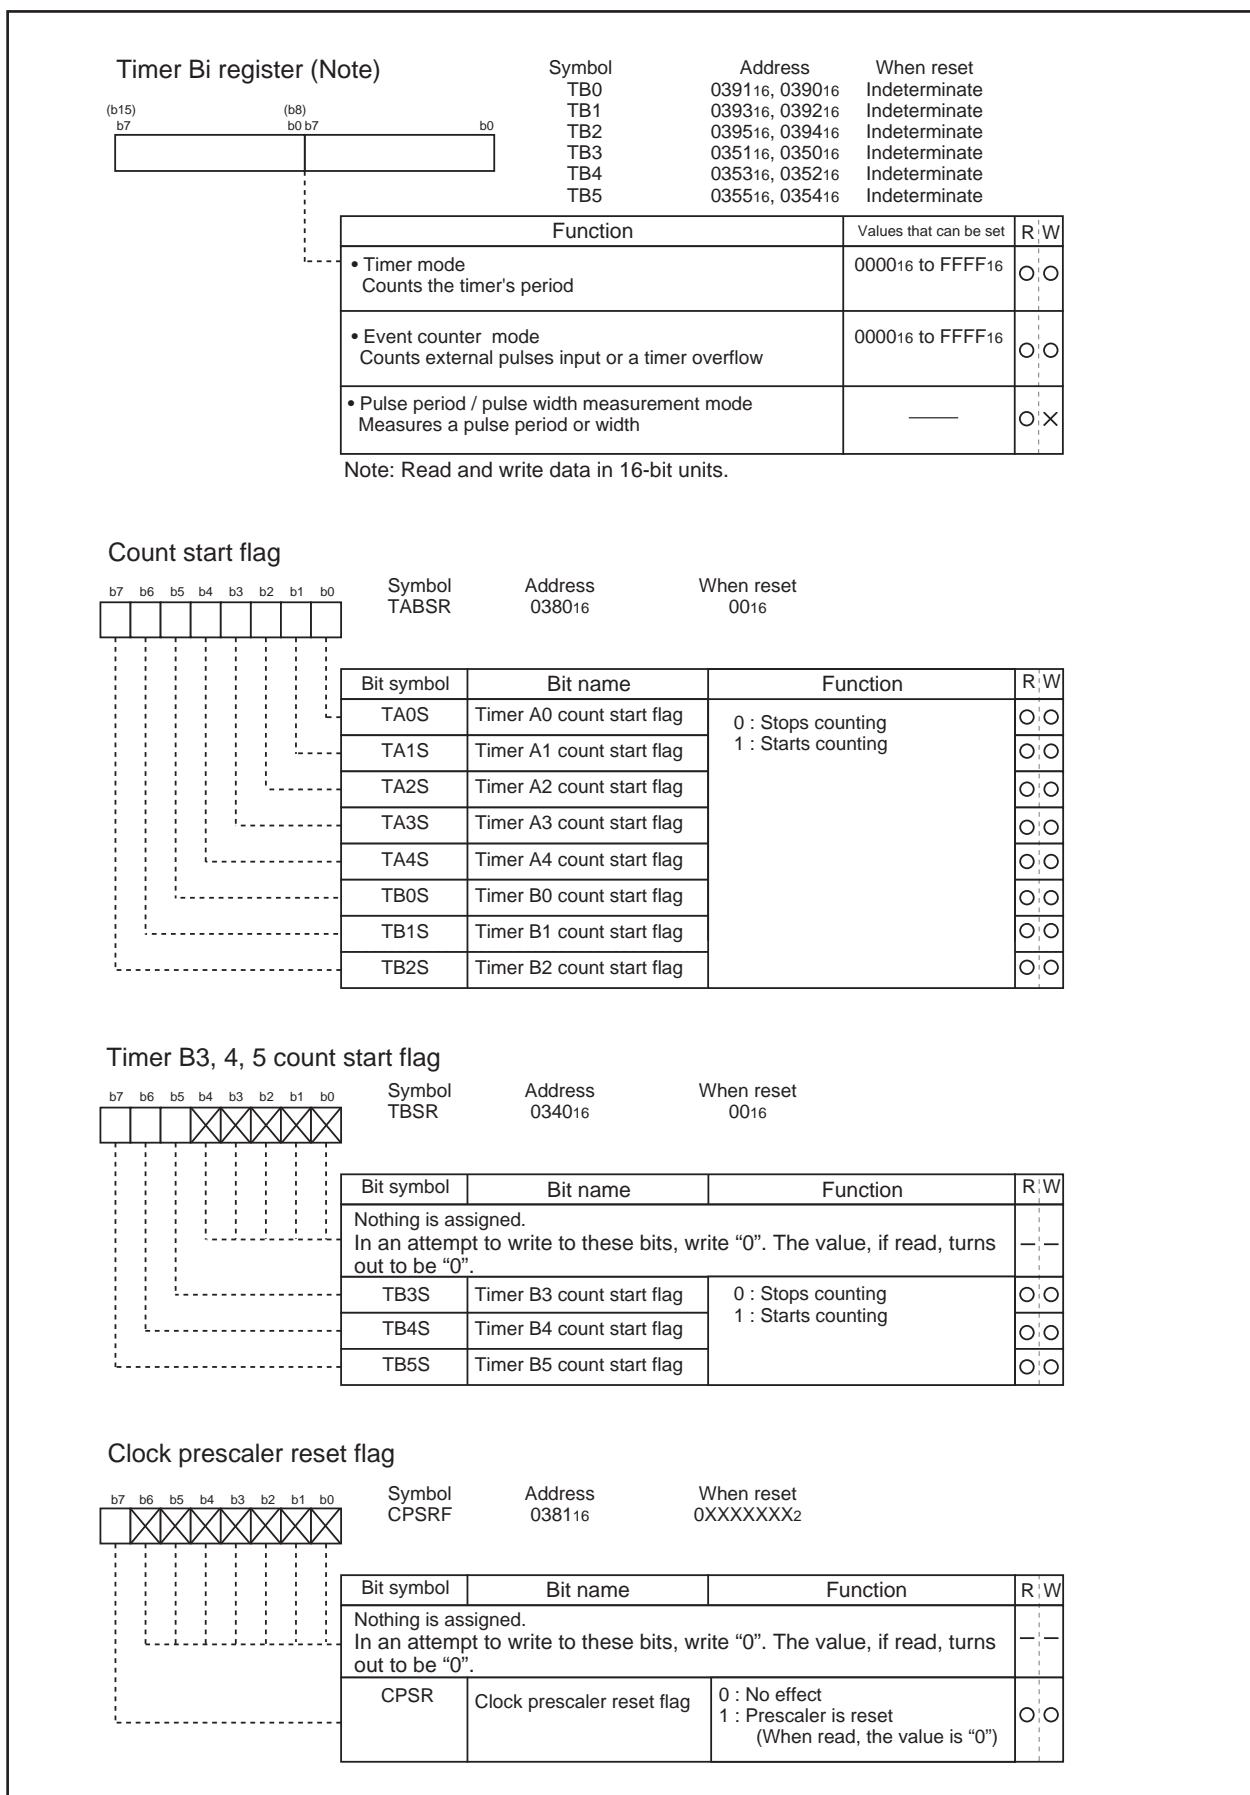 Timer Bi register (Note)
Symbol Address When reset
TB0 039116, 039016 Indeterminate
TB1 039316, 039216 Indeterminate
TB2 039516, 039416 Indeterminate
TB3 035116, 035016 Indeterminate
TB4 035316, 035216 Indeterminate
TB5 035516, 035416 Indeterminate
(b15) (b8)
b7 b0 b7 b0
Function Values that can be set R W
• Timer mode 000016 to FFFF16
Counts the timer's period
• Event counter mode 000016 to FFFF16
Counts external pulses input or a timer overflow
• Pulse period / pulse width measurement mode
Measures a pulse period or width
Note: Read and write data in 16-bit units.
Count start flag
Symbol Address When reset
TABSR 038016 0016
b7 b6 b5 b4 b3 b2 b1 b0
Bit symbol Bit name Function R W
TA0S Timer A0 count start flag 0 : Stops counting
TA1S Timer A1 count start flag 1 : Starts counting
TA2S Timer A2 count start flag
TA3S Timer A3 count start flag
TA4S Timer A4 count start flag
TB0S Timer B0 count start flag
TB1S Timer B1 count start flag
TB2S Timer B2 count start flag
Timer B3, 4, 5 count start flag
Symbol Address When reset
TBSR 034016 0016
b7 b6 b5 b4 b3 b2 b1 b0
Bit symbol Bit name Function R W
Nothing is assigned.
In an attempt to write to these bits, write “0”. The value, if read, turns
out to be “0”.
TB3S Timer B3 count start flag 0 : Stops counting
TB4S Timer B4 count start flag 1 : Starts counting
TB5S Timer B5 count start flag
Clock prescaler reset flag
Symbol Address When reset
CPSRF 038116 0XXXXXXX2
b7 b6 b5 b4 b3 b2 b1 b0
Bit symbol Bit name Function R W
Nothing is assigned.
In an attempt to write to these bits, write “0”. The value, if read, turns
out to be “0”.
CPSR Clock prescaler reset flag 0 : No effect
1 : Prescaler is reset
(When read, the value is “0”)